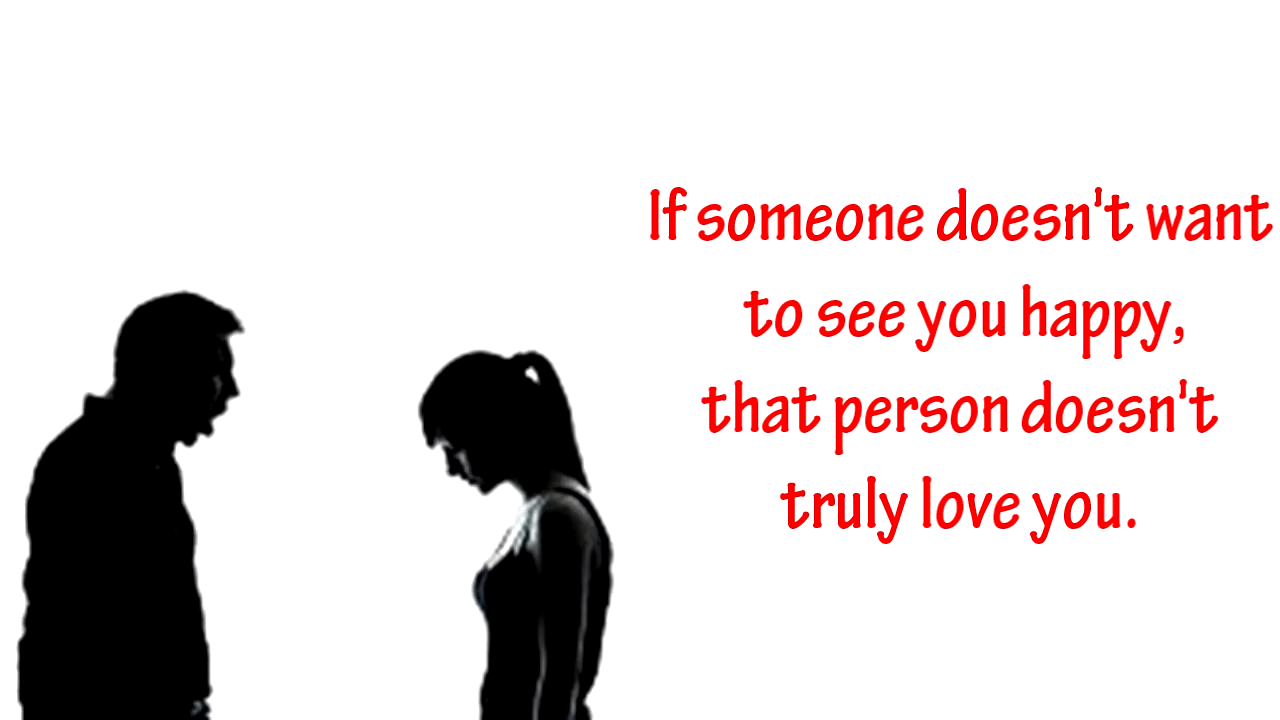 If someone doesn't want
to see you happy,
that person doesn't
truly love you.